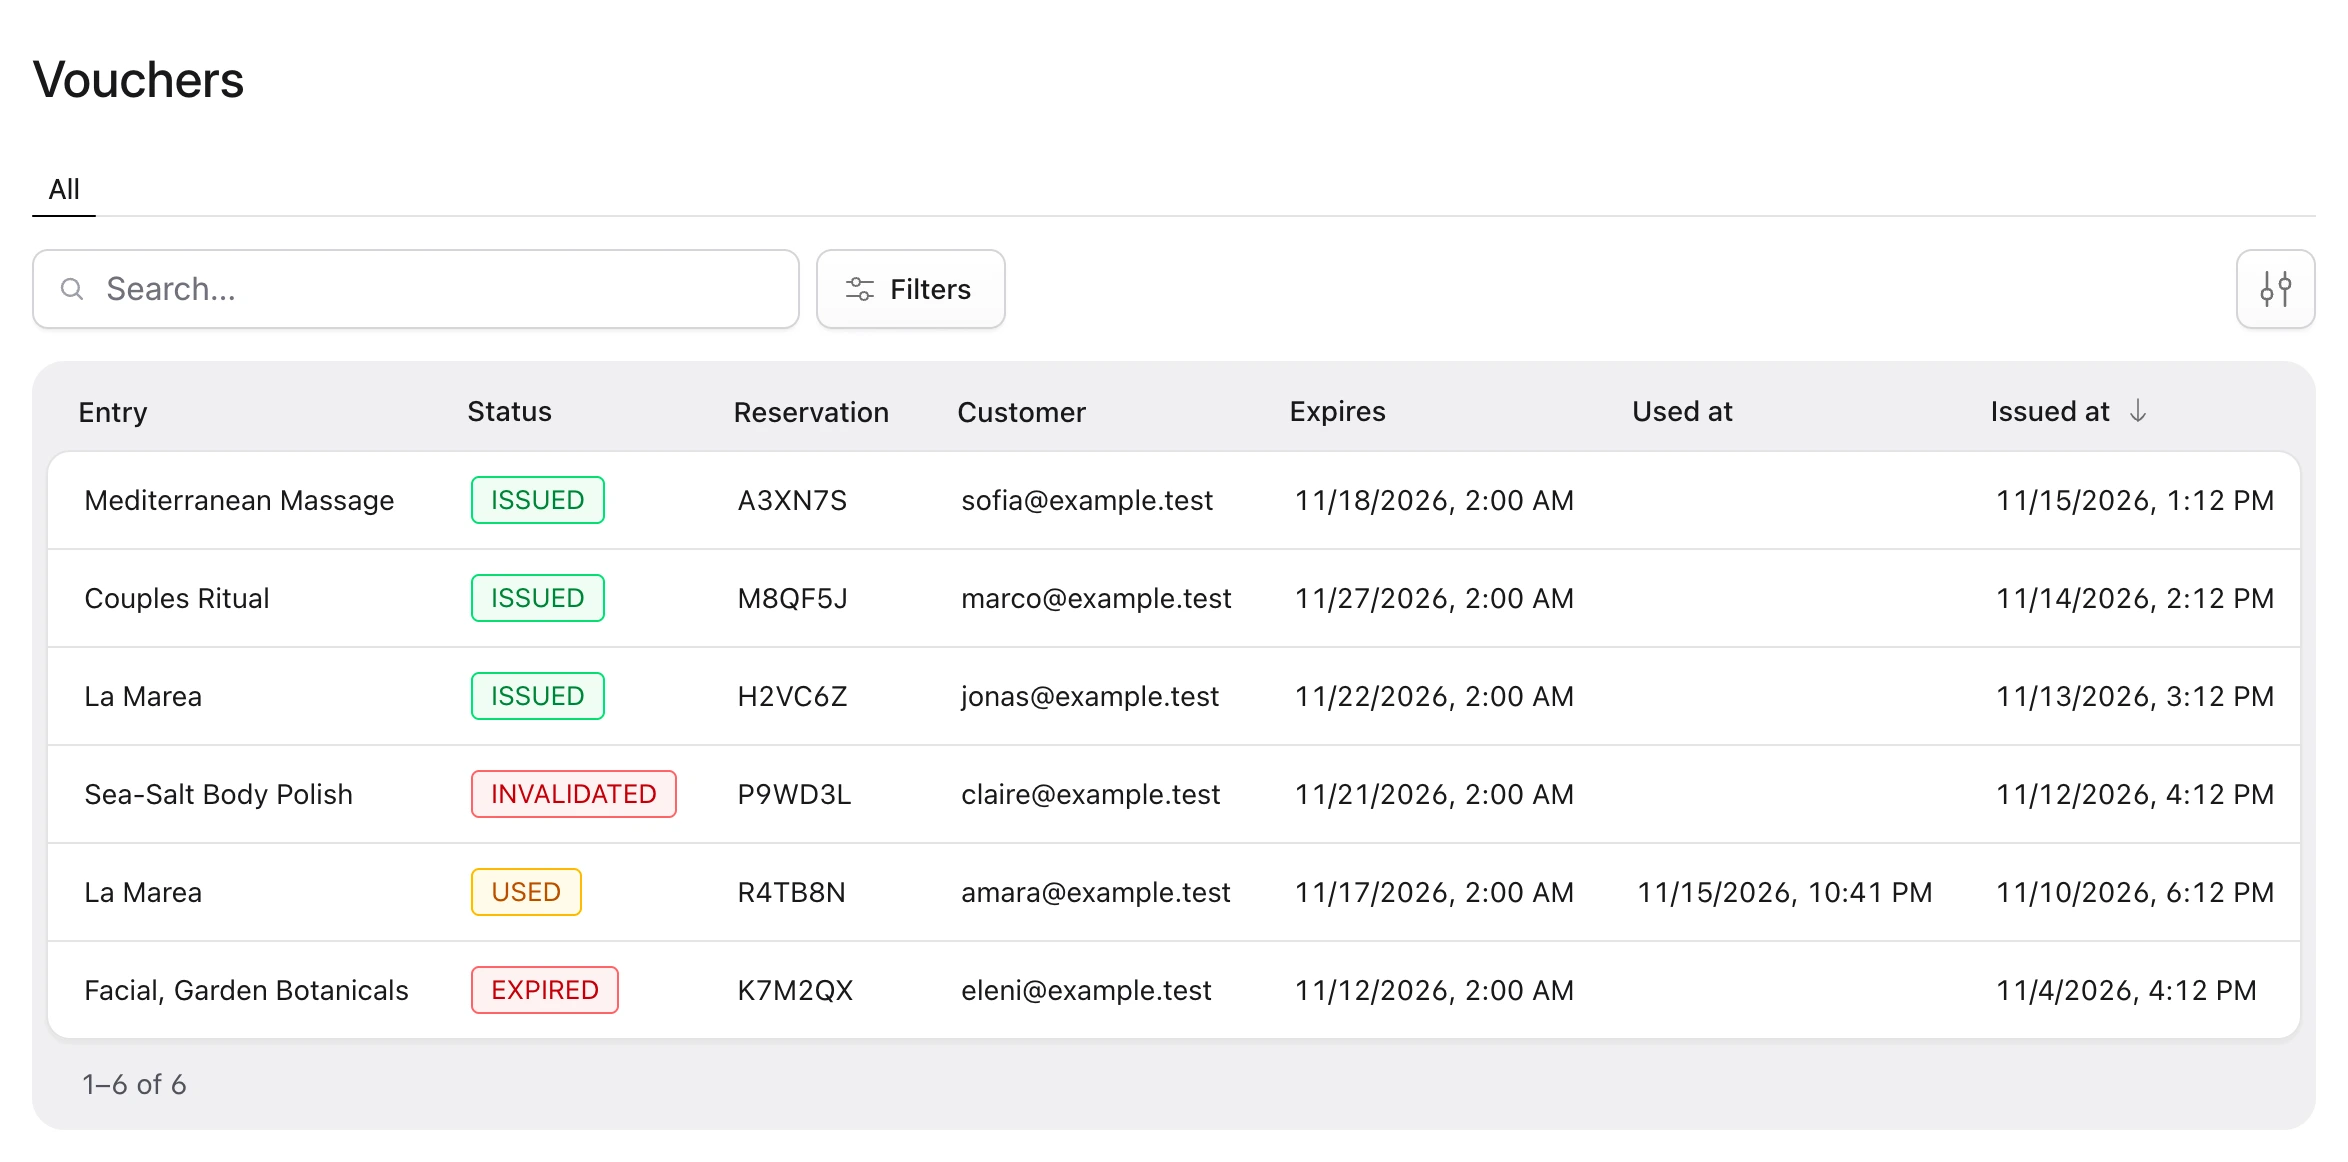 Vouchers
All
Search...
Filters
Entry Status Reservation Customer Expires Used at Issued at
Mediterranean Massage ISSUED A3XN7S sofia@example.test 11/18/2026, 2:00 AM 11/15/2026, 1:12 PM
Couples Ritual ISSUED M8QF5J marco@example.test 11/27/2026, 2:00 AM 11/14/2026, 2:12 PM
La Marea ISSUED H2VC6Z jonas@example.test 11/22/2026, 2:00 AM 11/13/2026, 3:12 PM
Sea-Salt Body Polish INVALIDATED P9WD3L claire@example.test 11/21/2026, 2:00 AM 11/12/2026, 4:12 PM
La Marea USED R4TB8N amara@example.test 11/17/2026, 2:00 AM 11/15/2026, 10:41 PM 11/10/2026, 6:12 PM
Facial, Garden Botanicals EXPIRED K7M2QX eleni@example.test 11/12/2026, 2:00 AM 11/4/2026, 4:12 PM
1–6 of 6